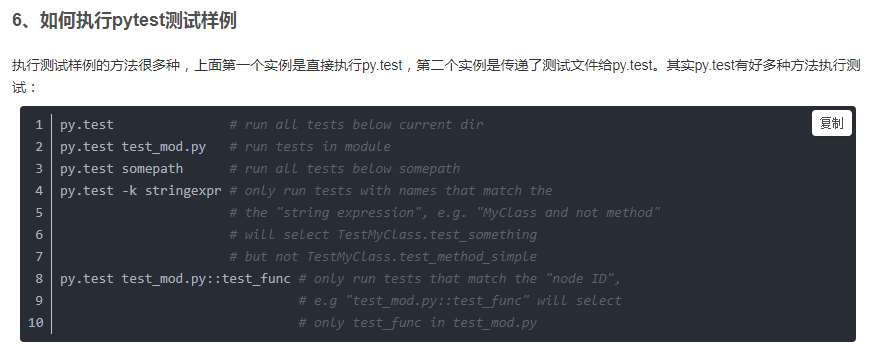 6、如何执行pytest测试样例
执行测试样例的方法很多种，上面第一个实例是直接执行py.test，第二个实例是传递了测试文件给py.test。其实py.test有好多种方法执行测
试：
复制
1 py.test # run all tests below current dir
2 py.test test_mod.py # run tests in module
3 py.test somepath # run all tests below somepath
4 py.test -k stringexpr # only run tests with names that match the
5 # the "string expression", e.g. "MyClass and not method"
6 # will select TestMyClass.test_something
7 # but not TestMyClass.test_method_simple
8 py.test test_mod.py::test_func # only run tests that match the "node ID",
9 # e.g "test_mod.py::test_func" will select
10 # only test_func in test_mod.py